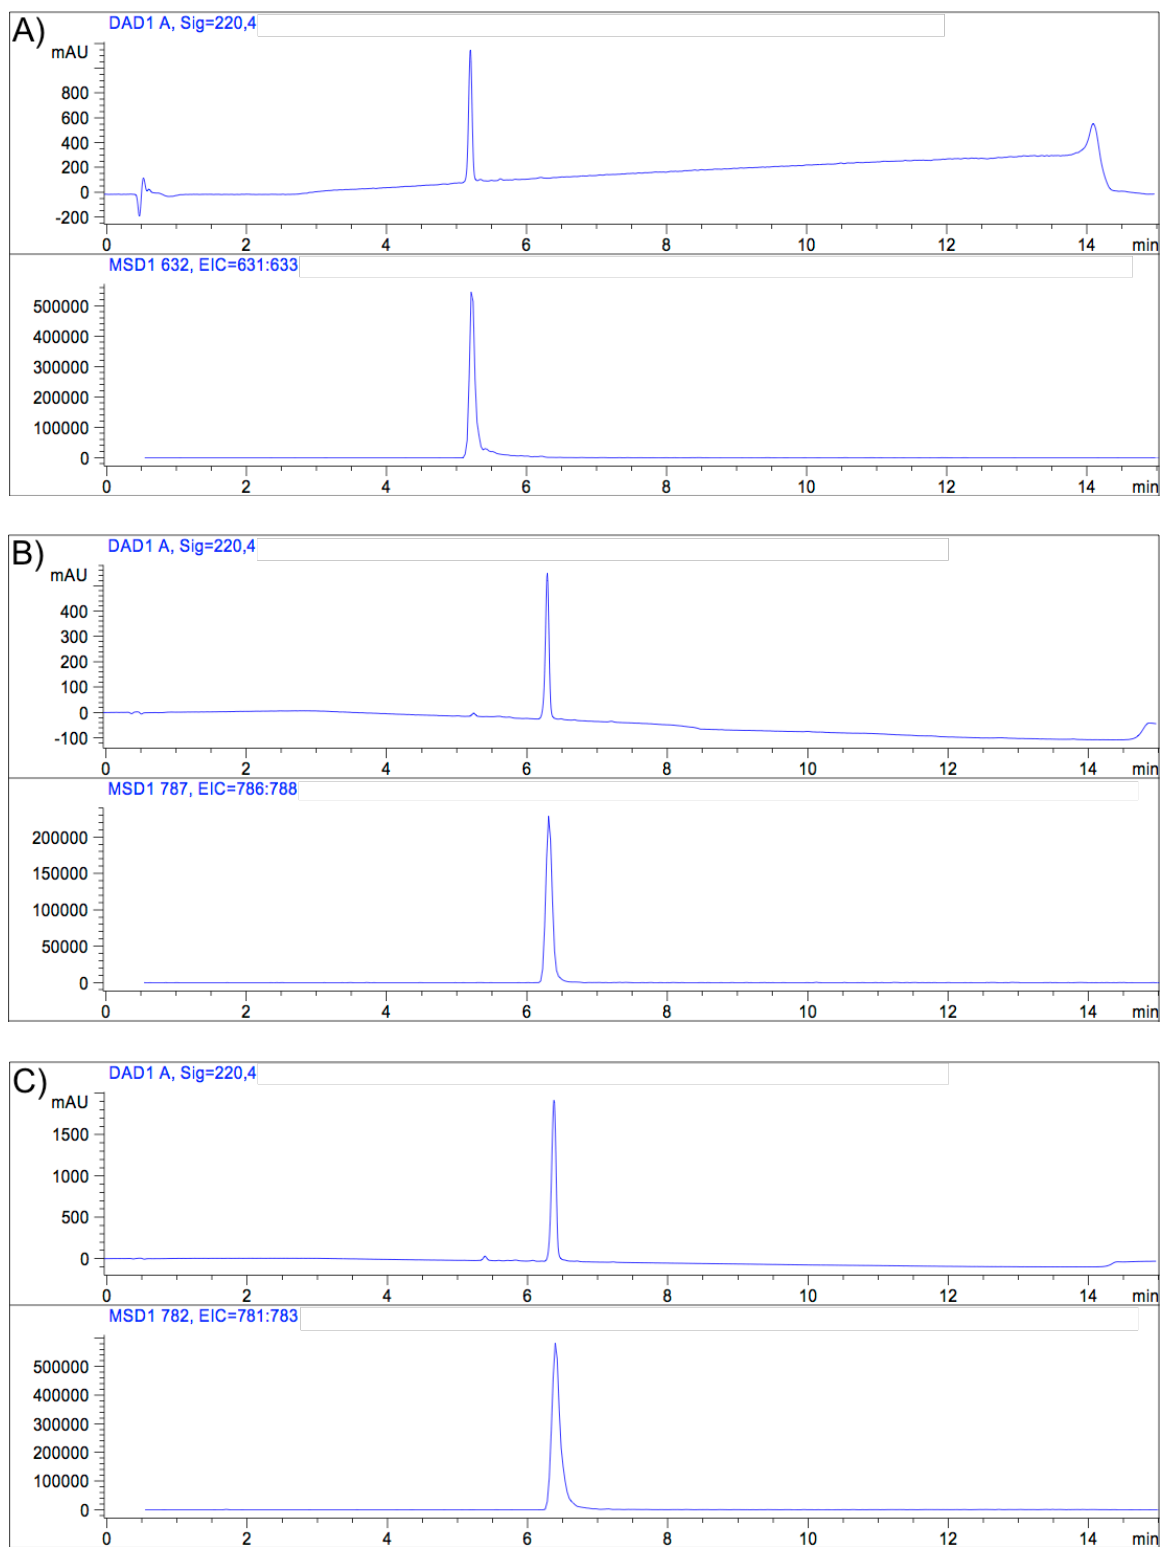 A)
DAD1 A, Sig=220,4
mAU
800
600
400
200
0
-200
0 2 4 6 8 10 12 14 min
MSD1 632, EIC=631:633
500000
400000
300000
200000
100000
0
0 2 4 6 8 10 12 14 min
B)
DAD1 A, Sig=220,4
mAU
400
300
200
100
0
-100
0 2 4 6 8 10 12 14 min
MSD1 787, EIC=786:788
200000
150000
100000
50000
0
0 2 4 6 8 10 12 14 min
C)
DAD1 A, Sig=220,4
mAU
1500
1000
500
0
0 2 4 6 8 10 12 14 min
MSD1 782, EIC=781:783
500000
400000
300000
200000
100000
0
0 2 4 6 8 10 12 14 min